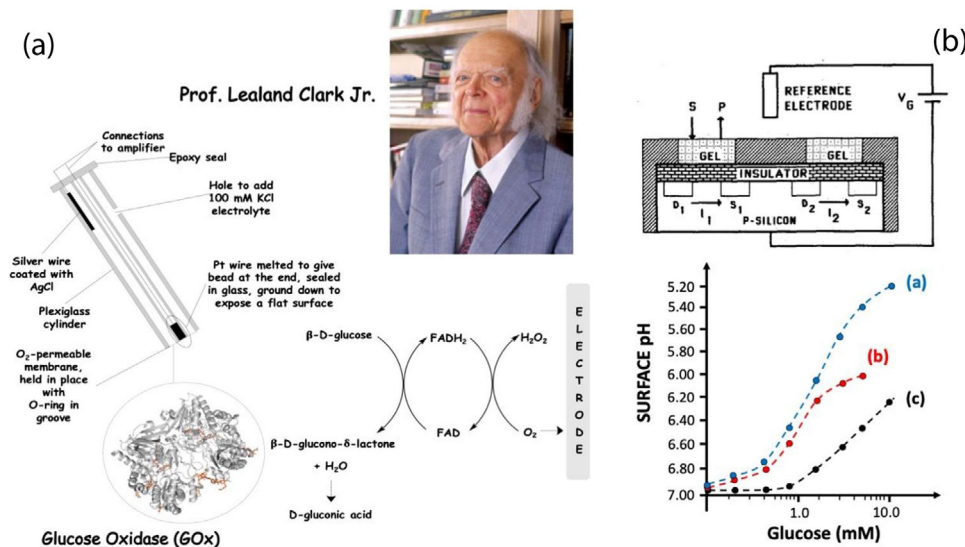 (a)
Prof. Lealand Clark Jr.
Connections
to amplifier
Epoxy seal
Hole to add
100 mM KCl
electrolyte
Silver wire
coated with
AgCl
Plexiglass
cylinder
Pt wire melted to give
bead at the end, sealed
in glass, ground down to
expose a flat surface
O₂-permeable
membrane,
held in place
with
O-ring in
groove
Glucose Oxidase (GOx)
β-D-glucose
FADH₂
H₂O₂
β-D-glucono-δ-lactone
FAD
O₂
+ H₂O
D-gluconic acid
ELECTRODE
(b)
REFERENCE
ELECTRODE
V_G
S P
GEL GEL
INSULATOR
D₁ I₁ S₁ D₂ I₂ S₂
P-SILICON
SURFACE pH
5.20
5.40
5.60
5.80
6.00
6.20
6.40
6.60
6.80
7.00
(a)
(b)
(c)
1.0 10.0
Glucose (mM)